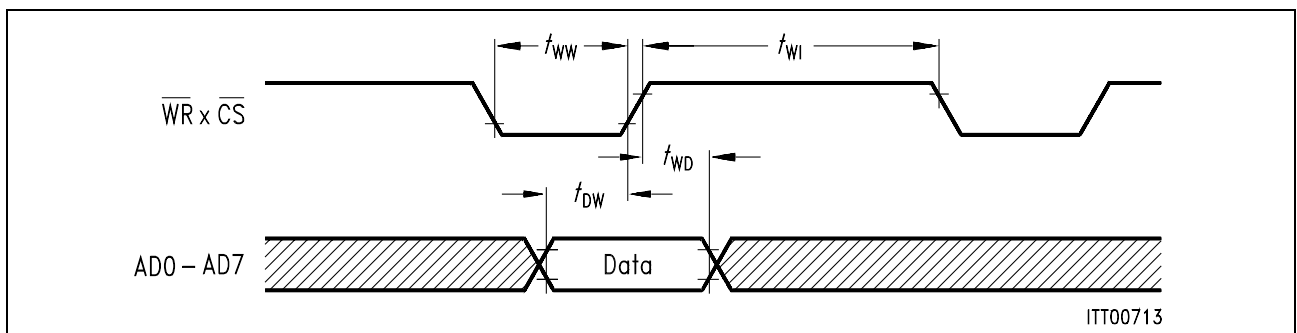 tWW
tWI
WR x CS
tWD
tDW
AD0 – AD7
Data
ITT00713